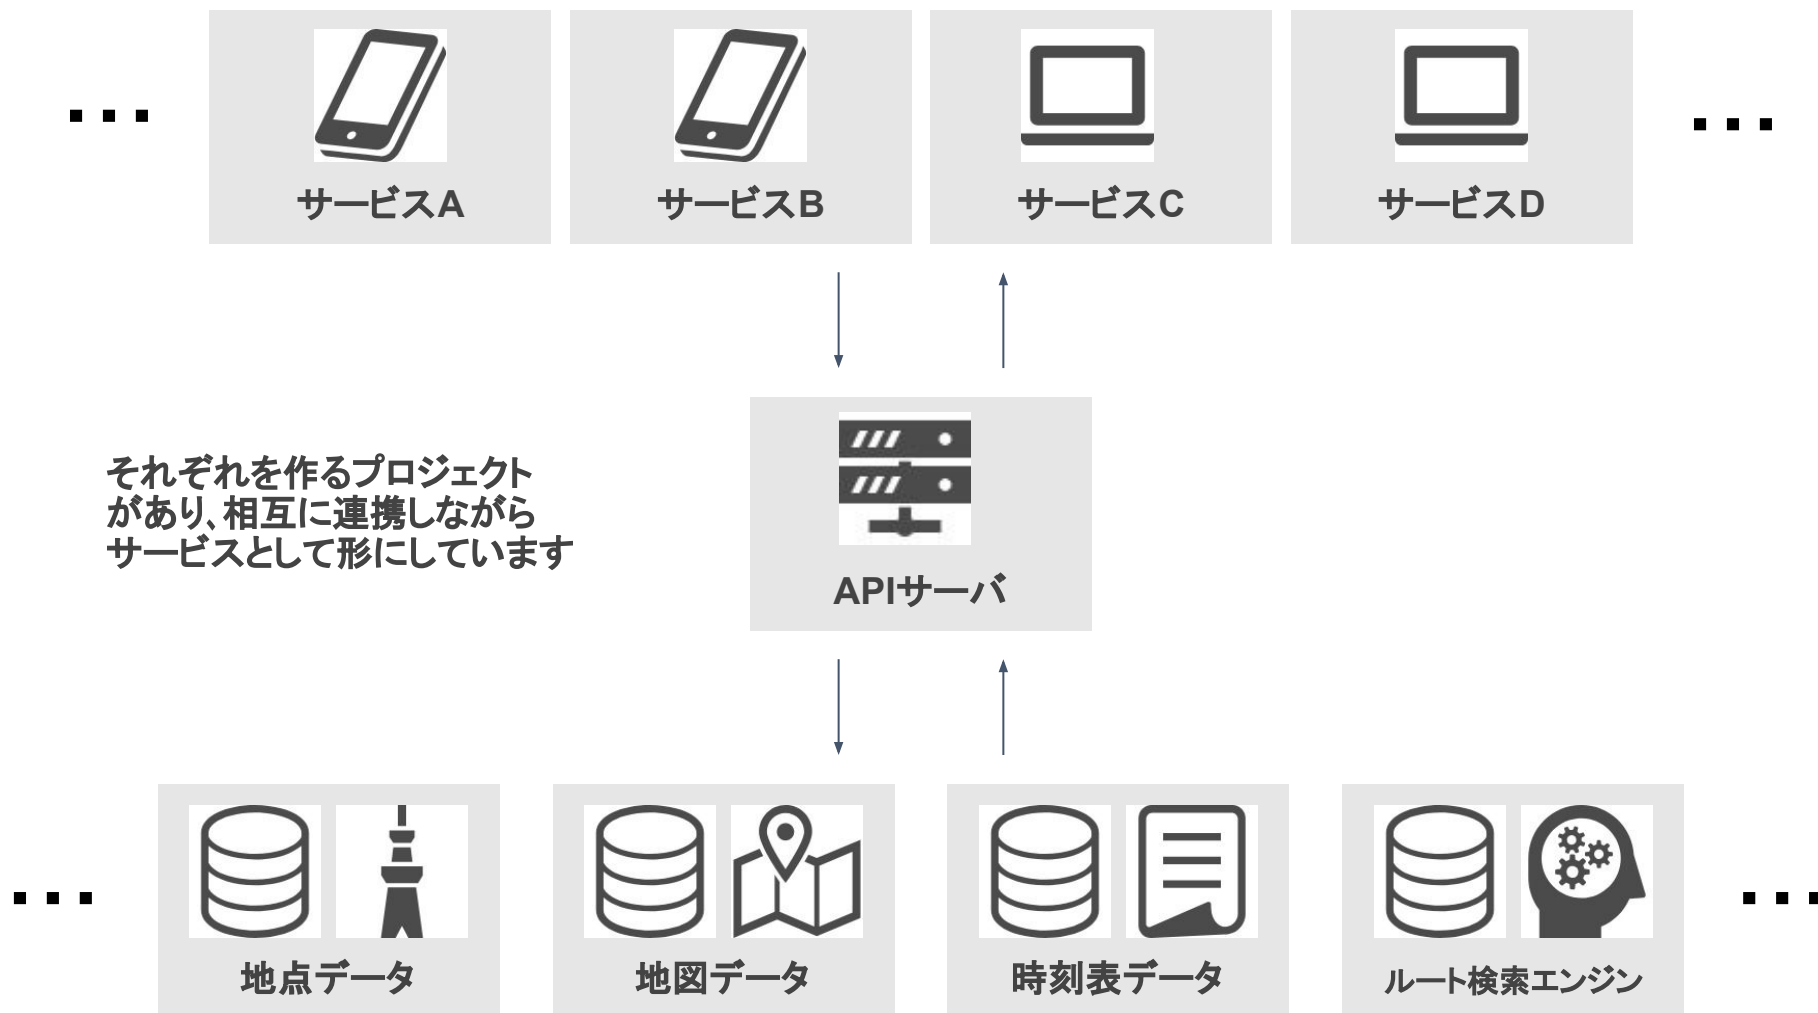 サービスA
サービスB
サービスC
サービスD
それぞれを作るプロジェクト
があり、相互に連携しながら
サービスとして形にしています
APIサーバ
地点データ
地図データ
時刻表データ
ルート検索エンジン